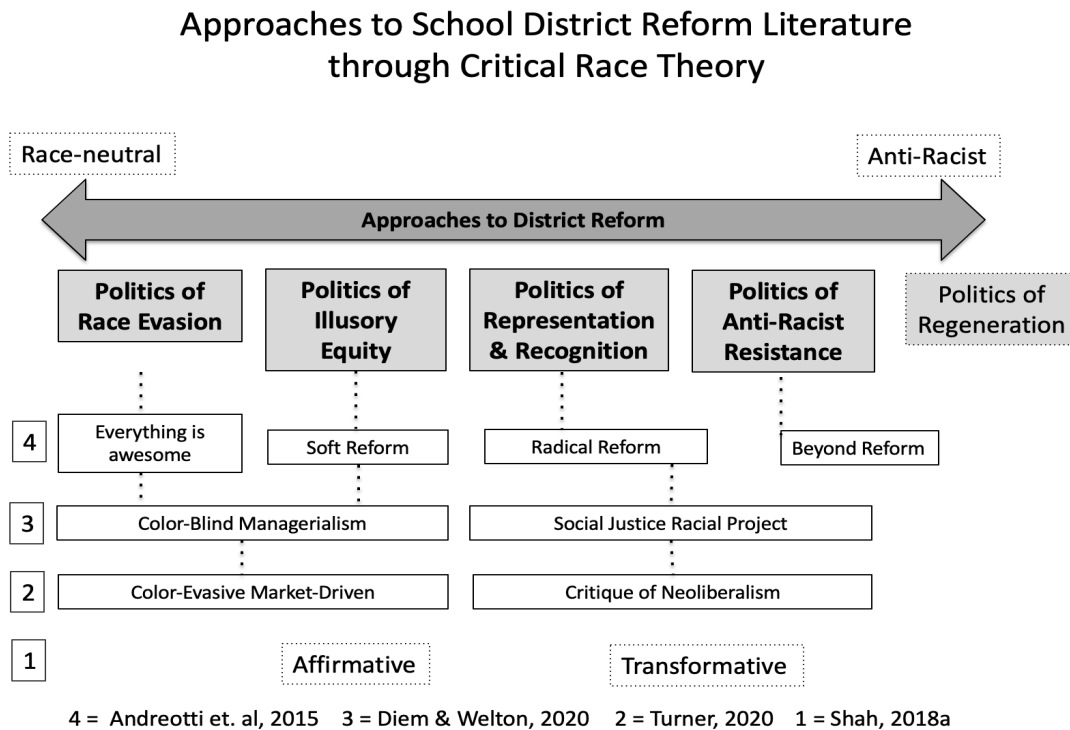 Approaches to School District Reform Literature
through Critical Race Theory
Race-neutral
Anti-Racist
Approaches to District Reform
Politics of
Race Evasion
Politics of
Illusory
Equity
Politics of
Representation
& Recognition
Politics of
Anti-Racist
Resistance
Politics of
Regeneration
4
Everything is
awesome
Soft Reform
Radical Reform
Beyond Reform
3
Color-Blind Managerialism
Social Justice Racial Project
2
Color-Evasive Market-Driven
Critique of Neoliberalism
1
Affirmative
Transformative
4 = Andreotti et. al, 2015 3 = Diem & Welton, 2020 2 = Turner, 2020 1 = Shah, 2018a